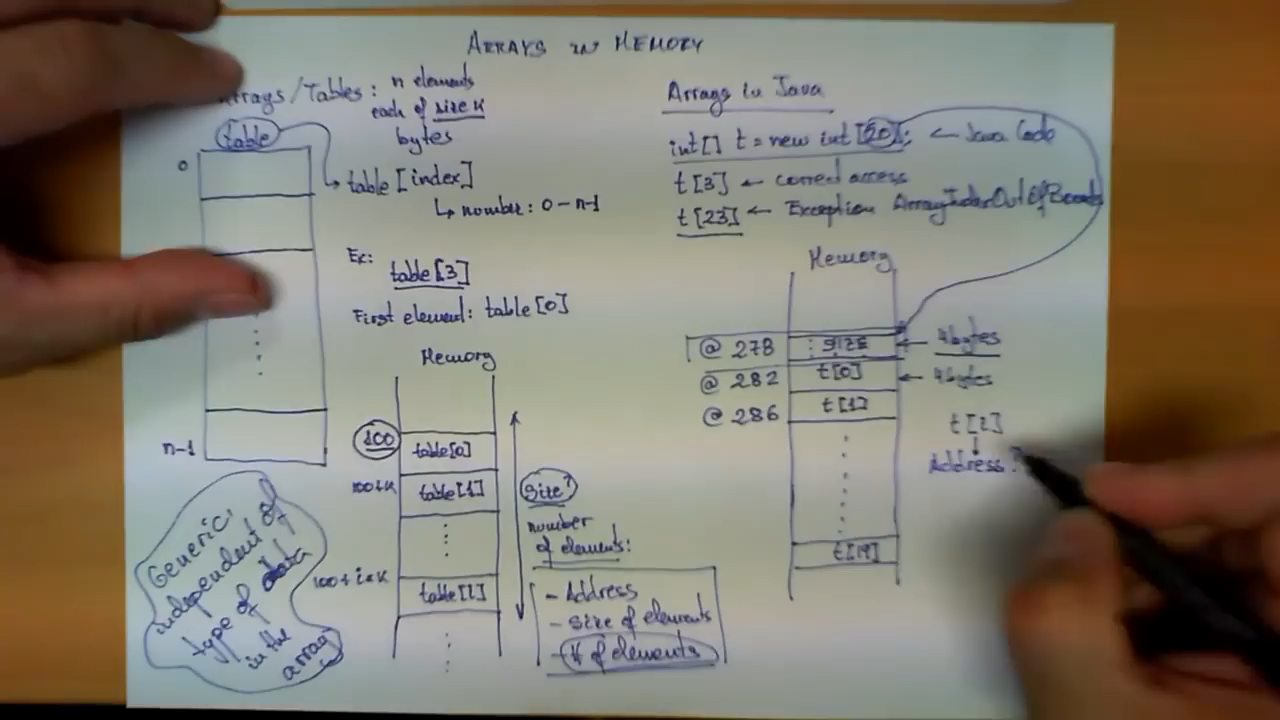 ARRAYS IN MEMORY
Arrays/Tables: n elements
each of size K
bytes
table
0
table[index]
↳ number: 0-n-1
Ex:
table[3]
First element: table[0]
n-1
Generic,
independent of
type of data
in the
array
Memory
100
table[0]
100+K
table[1]
100+i*K
table[i]
Size?
number
of elements:
- Address
- Size of elements
- # of elements
Arrays in Java
int[] t = new int[20]; ← Java Code
t[3] ← correct access
t[23] ← Exception ArrayIndexOutOfBounds
Memory
@ 278
SIZE
← 4bytes
@ 282
t[0]
← 4bytes
@ 286
t[1]
t[2]
↓
Address?
t[19]